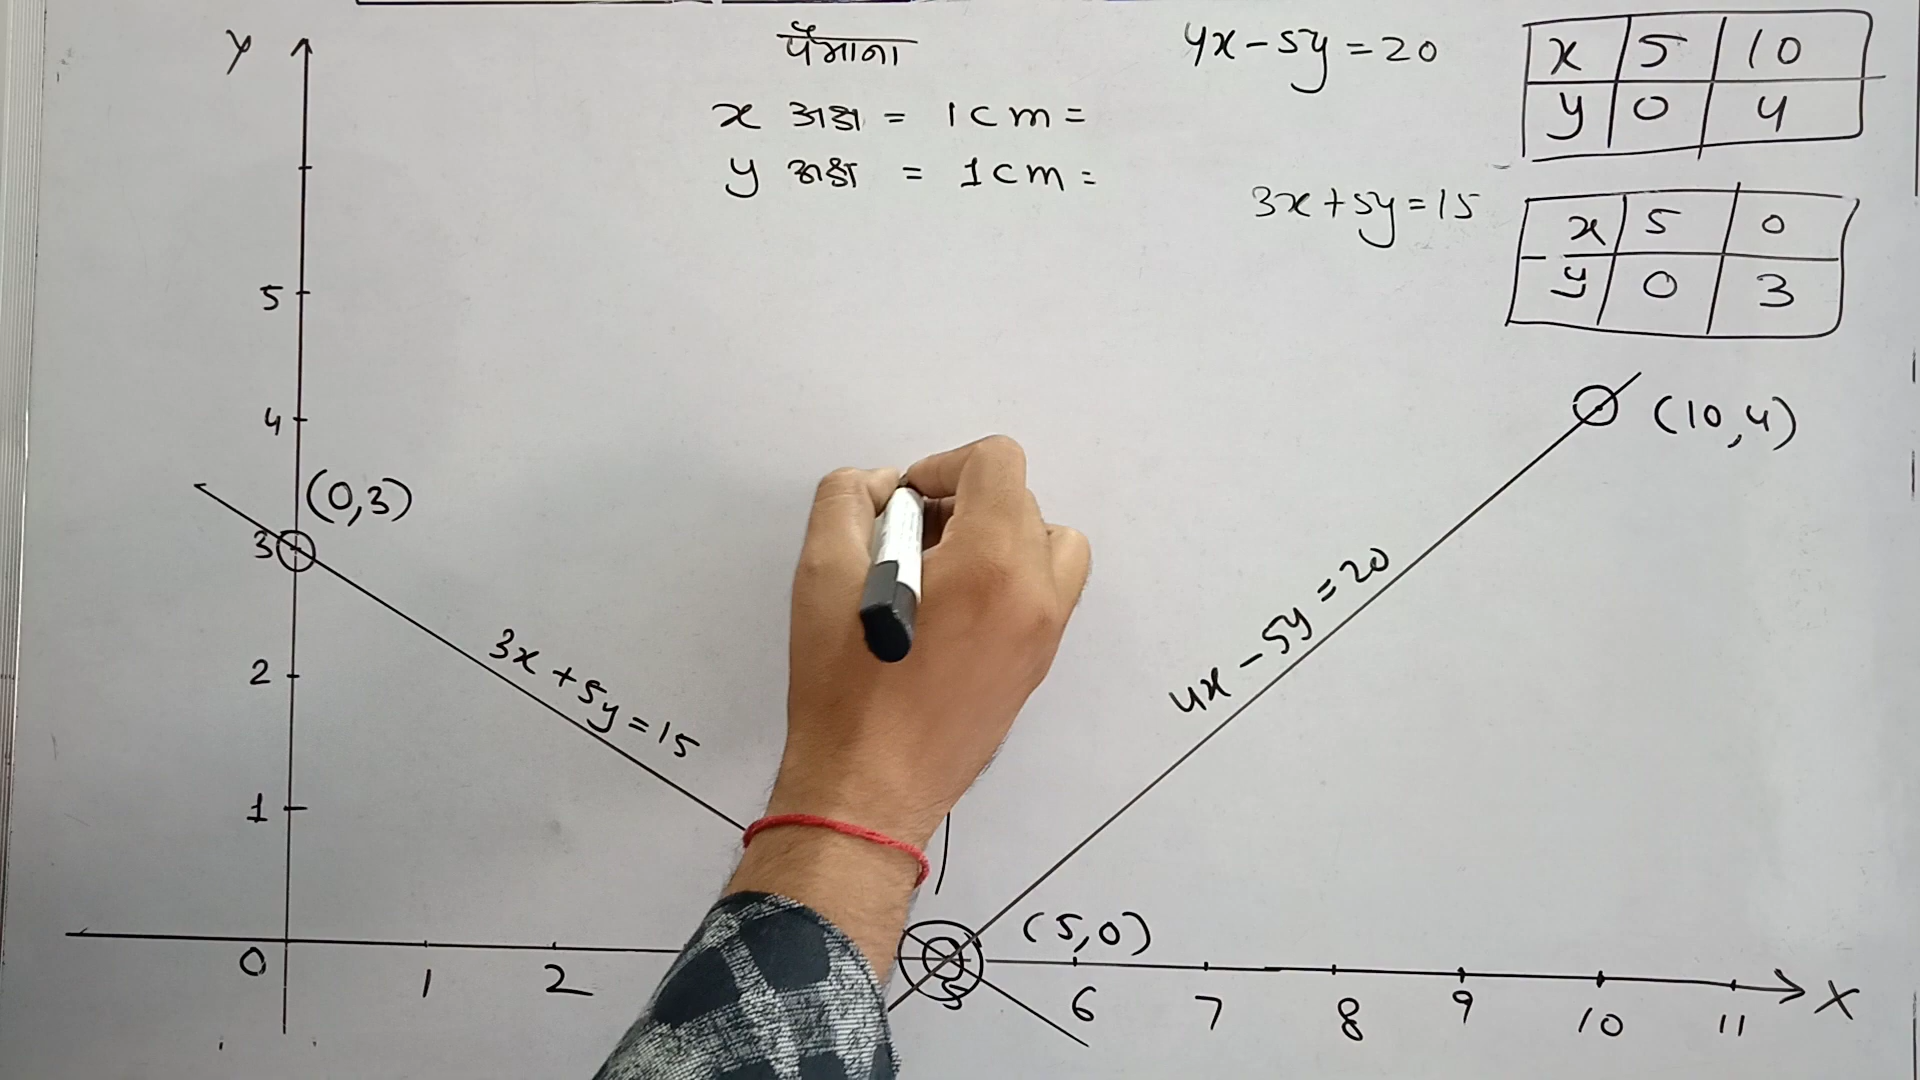 पैमाना
x अक्ष = 1cm =
y अक्ष = 1cm =
4x-5y=20
x 5 10
y 0 4
3x+5y=15
x 5 0
y 0 3
Y
5
4
3
2
1
0
(0,3)
3x+5y=15
4x-5y=20
(10,4)
(5,0)
1 2 5 6 7 8 9 10 11 X